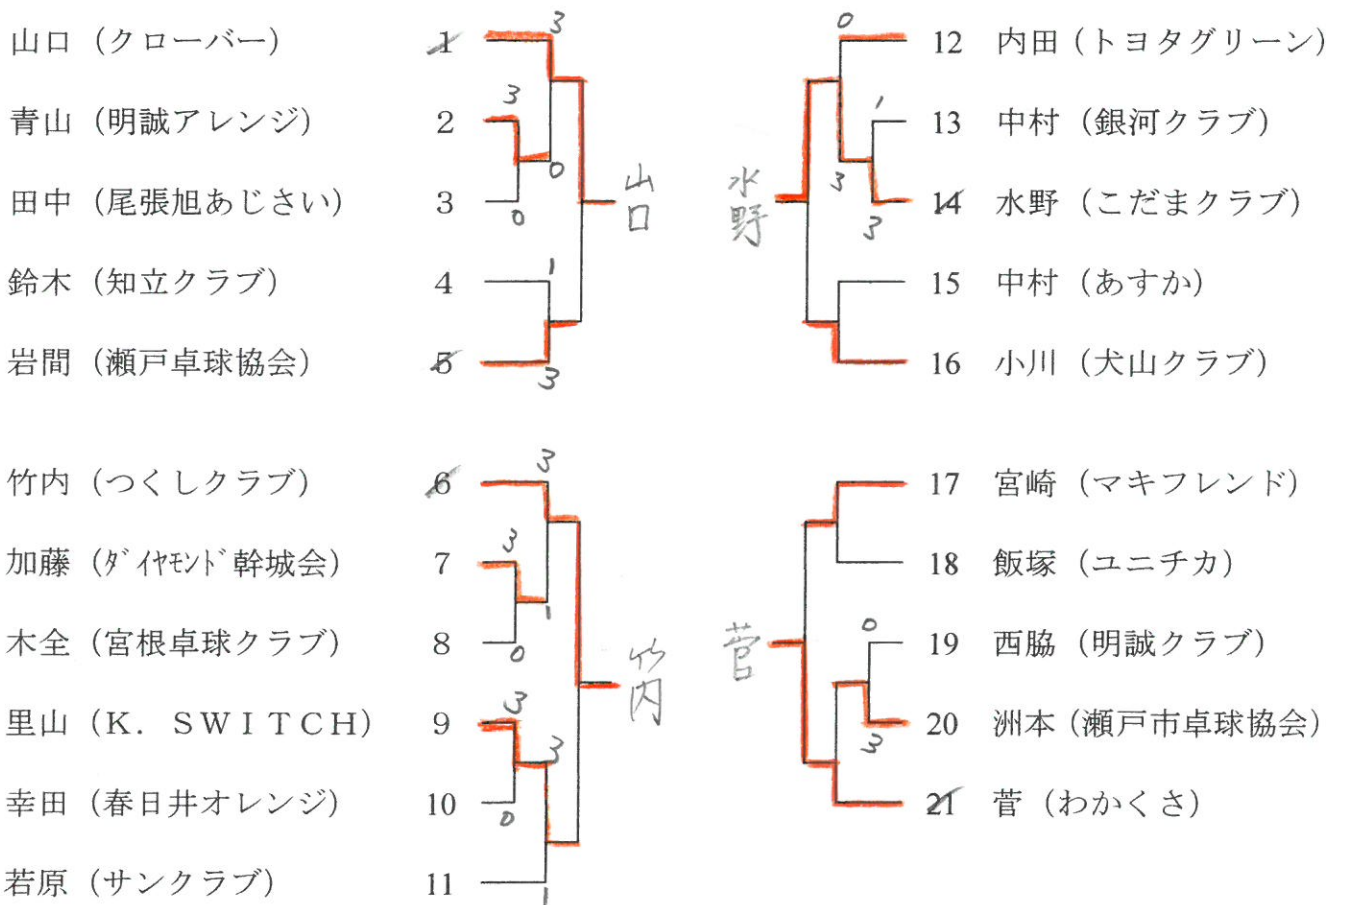 山口（クローバー） 1 3
青山（明誠アレンジ） 2 3
田中（尾張旭あじさい） 3 0 0
山口
鈴木（知立クラブ） 4 1
岩間（瀬戸卓球協会） 5 3
竹内（つくしクラブ） 6 3
加藤（ﾀﾞｲﾔﾓﾝﾄﾞ幹城会） 7 3
木全（宮根卓球クラブ） 8 0 1
竹内
里山（K．ＳＷＩＴＣＨ） 9 3
幸田（春日井オレンジ） 10 0 3
若原（サンクラブ） 11 1
0 12 内田（トヨタグリーン）
1 13 中村（銀河クラブ）
水野
3 3 14 水野（こだまクラブ）
15 中村（あすか）
16 小川（犬山クラブ）
17 宮崎（マキフレンド）
18 飯塚（ユニチカ）
菅
0 19 西脇（明誠クラブ）
3 20 洲本（瀬戸市卓球協会）
21 菅（わかくさ）